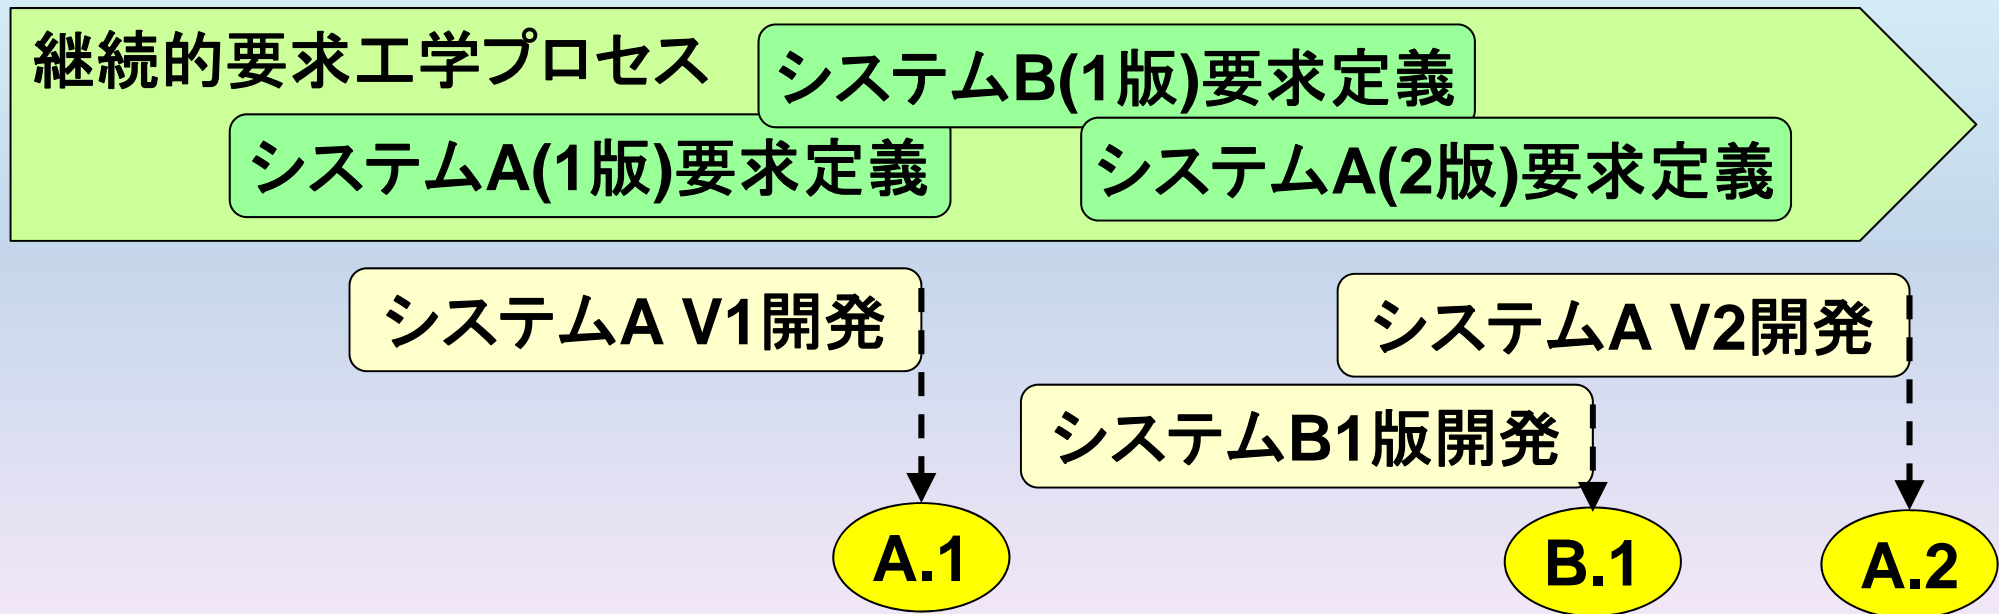 継続的要求工学プロセス
システムB(1版)要求定義
システムA(1版)要求定義
システムA(2版)要求定義
システムA V1開発
システムA V2開発
システムB1版開発
A.1
B.1
A.2